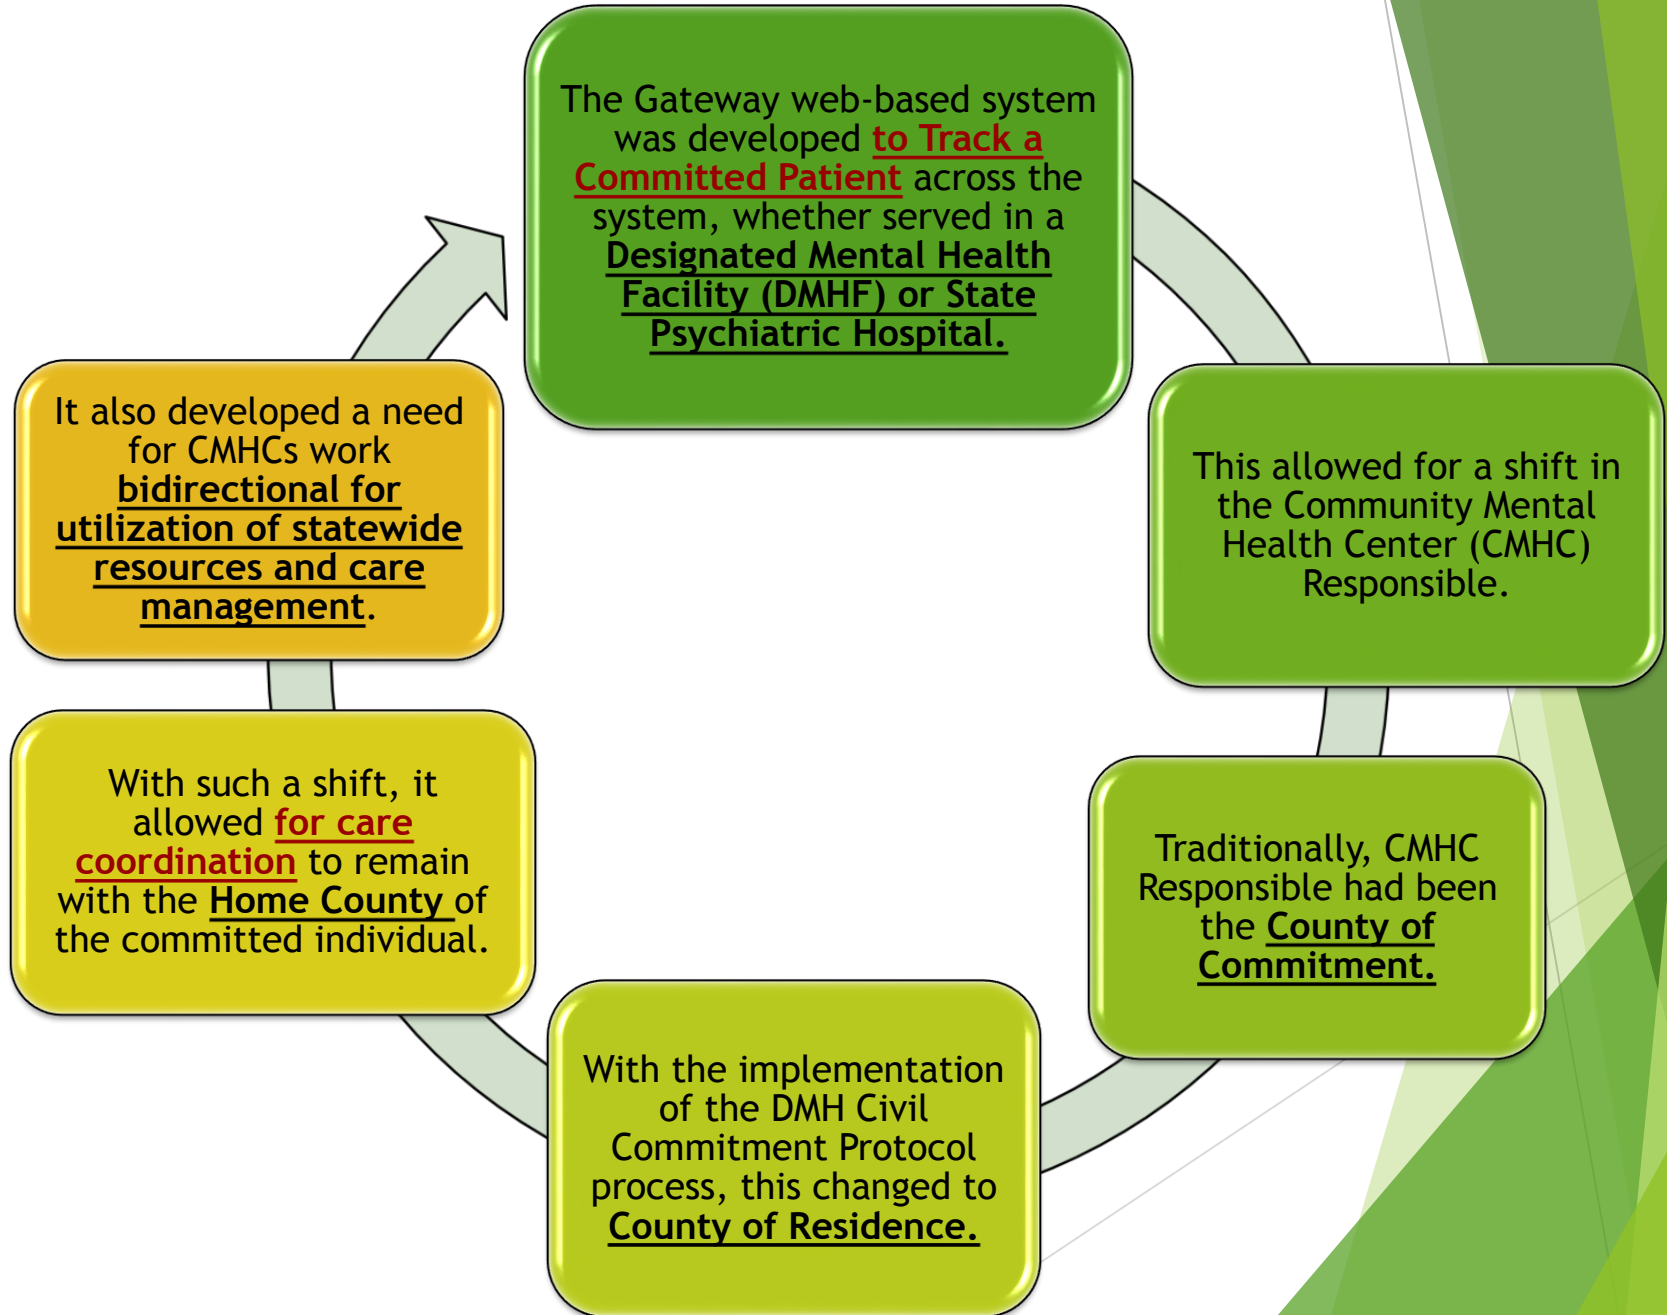 The Gateway web-based system
was developed to Track a
Committed Patient across the
system, whether served in a
Designated Mental Health
Facility (DMHF) or State
Psychiatric Hospital.
This allowed for a shift in
the Community Mental
Health Center (CMHC)
Responsible.
Traditionally, CMHC
Responsible had been
the County of
Commitment.
With the implementation
of the DMH Civil
Commitment Protocol
process, this changed to
County of Residence.
With such a shift, it
allowed for care
coordination to remain
with the Home County of
the committed individual.
It also developed a need
for CMHCs work
bidirectional for
utilization of statewide
resources and care
management.